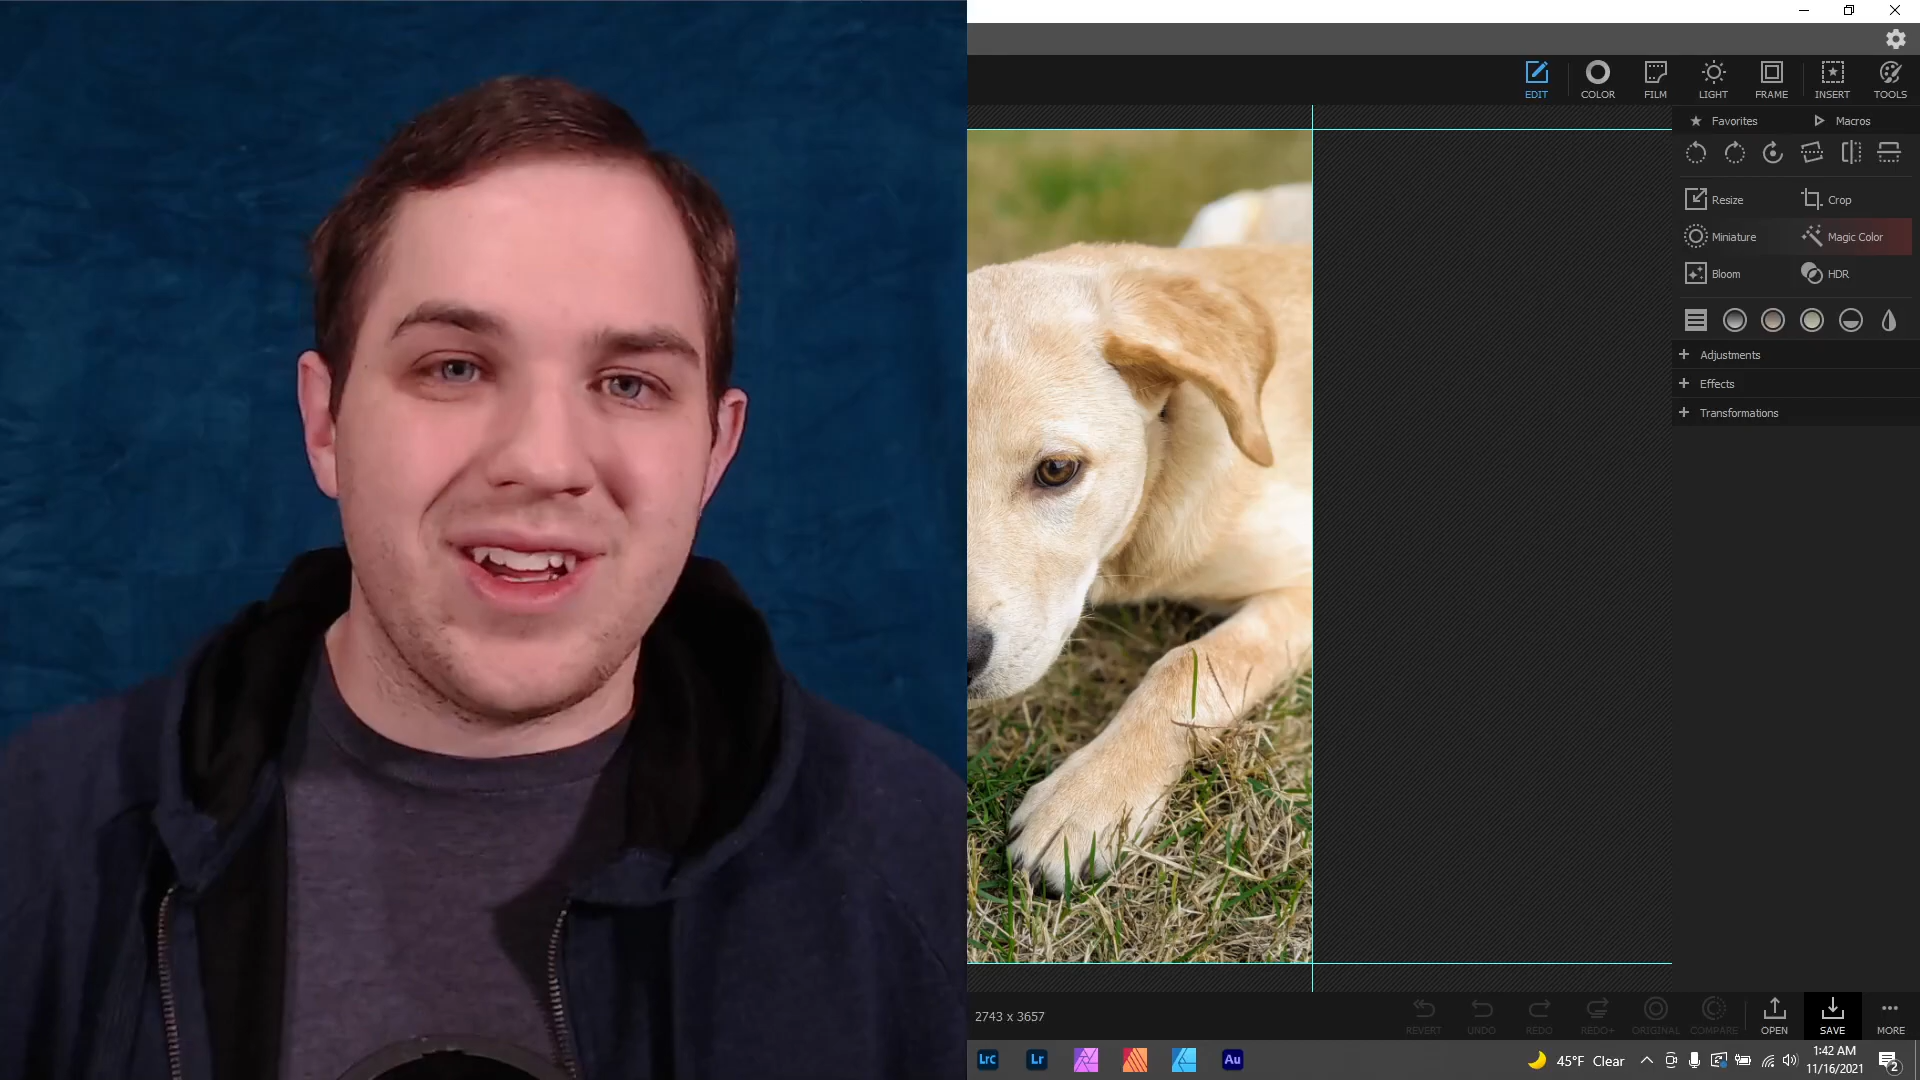 EDIT COLOR FILM LIGHT FRAME INSERT TOOLS
Favorites Macros
Resize Crop
Miniature Magic Color
Bloom HDR
Adjustments
Effects
Transformations
2743 x 3657
REVERT UNDO REDO REDO+ ORIGINAL COMPARE OPEN SAVE MORE
LrC Lr Au
45°F Clear
1:42 AM
11/16/2021
2